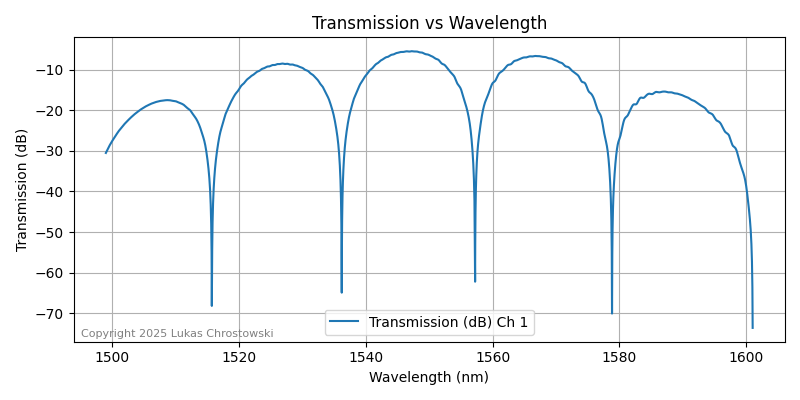 Transmission vs Wavelength
Transmission (dB)
−10
−20
−30
−40
−50
−60
−70
Copyright 2025 Lukas Chrostowski
Transmission (dB) Ch 1
1500 1520 1540 1560 1580 1600
Wavelength (nm)